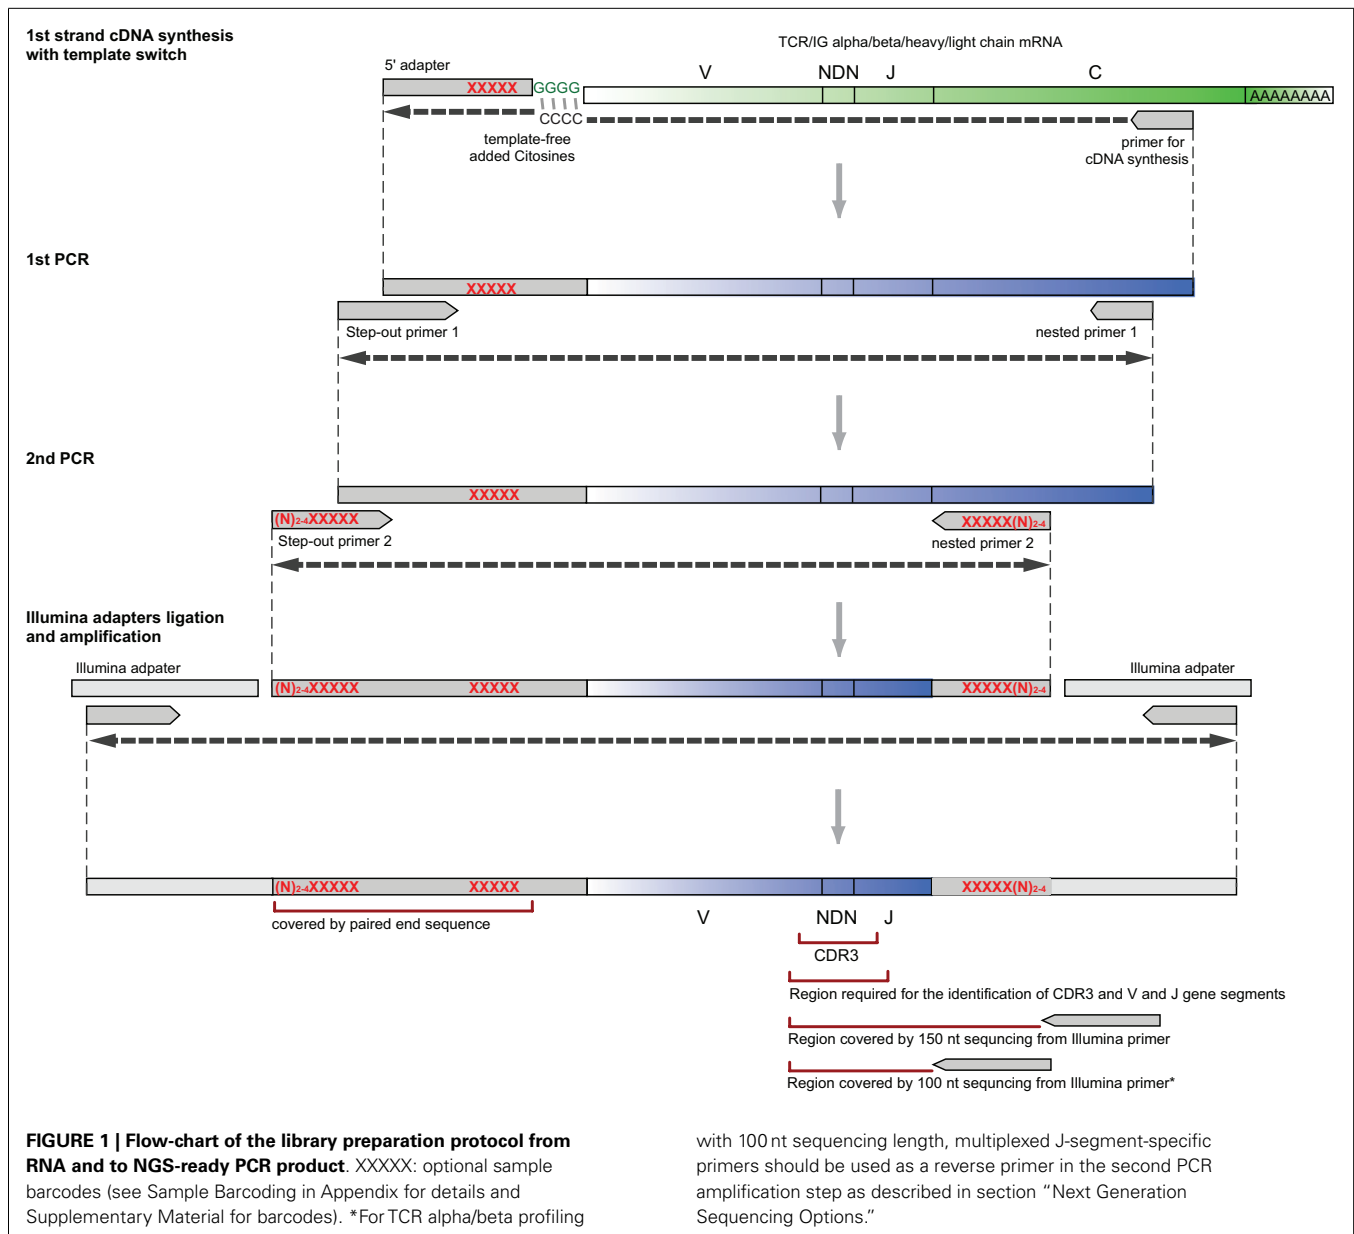 1st strand cDNA synthesis
with template switch
TCR/IG alpha/beta/heavy/light chain mRNA
5' adapter
V NDN J C
XXXXX GGGG AAAAAAAA
CCCC
template-free
added Citosines
primer for
cDNA synthesis
1st PCR
XXXXX
Step-out primer 1
nested primer 1
2nd PCR
XXXXX
(N)2-4XXXXX XXXXX(N)2-4
Step-out primer 2
nested primer 2
Illumina adapters ligation
and amplification
Illumina adpater
Illumina adpater
(N)2-4XXXXX XXXXX XXXXX(N)2-4
(N)2-4XXXXX XXXXX XXXXX(N)2-4
covered by paired end sequence
V NDN J
CDR3
Region required for the identification of CDR3 and V and J gene segments
Region covered by 150 nt sequncing from Illumina primer
Region covered by 100 nt sequncing from Illumina primer*
FIGURE 1 | Flow-chart of the library preparation protocol from
RNA and to NGS-ready PCR product. XXXXX: optional sample
barcodes (see Sample Barcoding in Appendix for details and
Supplementary Material for barcodes). *For TCR alpha/beta profiling
with 100 nt sequencing length, multiplexed J-segment-specific
primers should be used as a reverse primer in the second PCR
amplification step as described in section “Next Generation
Sequencing Options.”